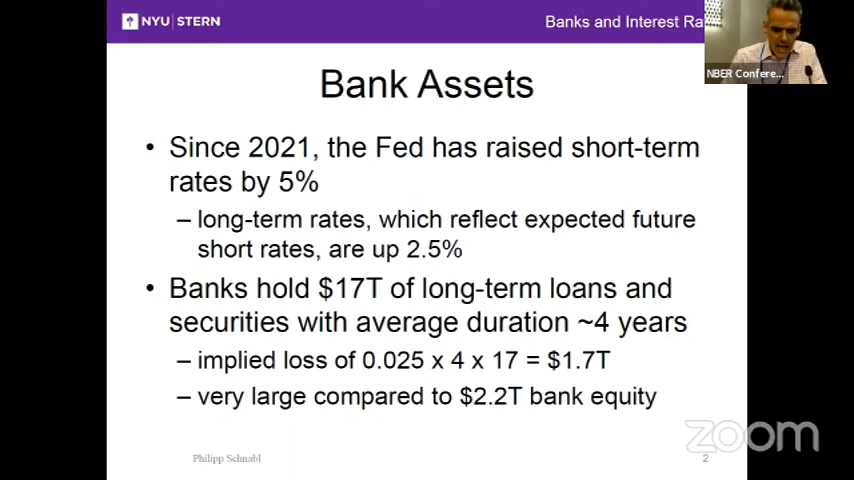 NYU STERN
Banks and Interest Ra
NBER Confere...
Bank Assets
• Since 2021, the Fed has raised short-term
rates by 5%
– long-term rates, which reflect expected future
short rates, are up 2.5%
• Banks hold $17T of long-term loans and
securities with average duration ~4 years
– implied loss of 0.025 x 4 x 17 = $1.7T
– very large compared to $2.2T bank equity
zoom
Philipp Schnabl
2